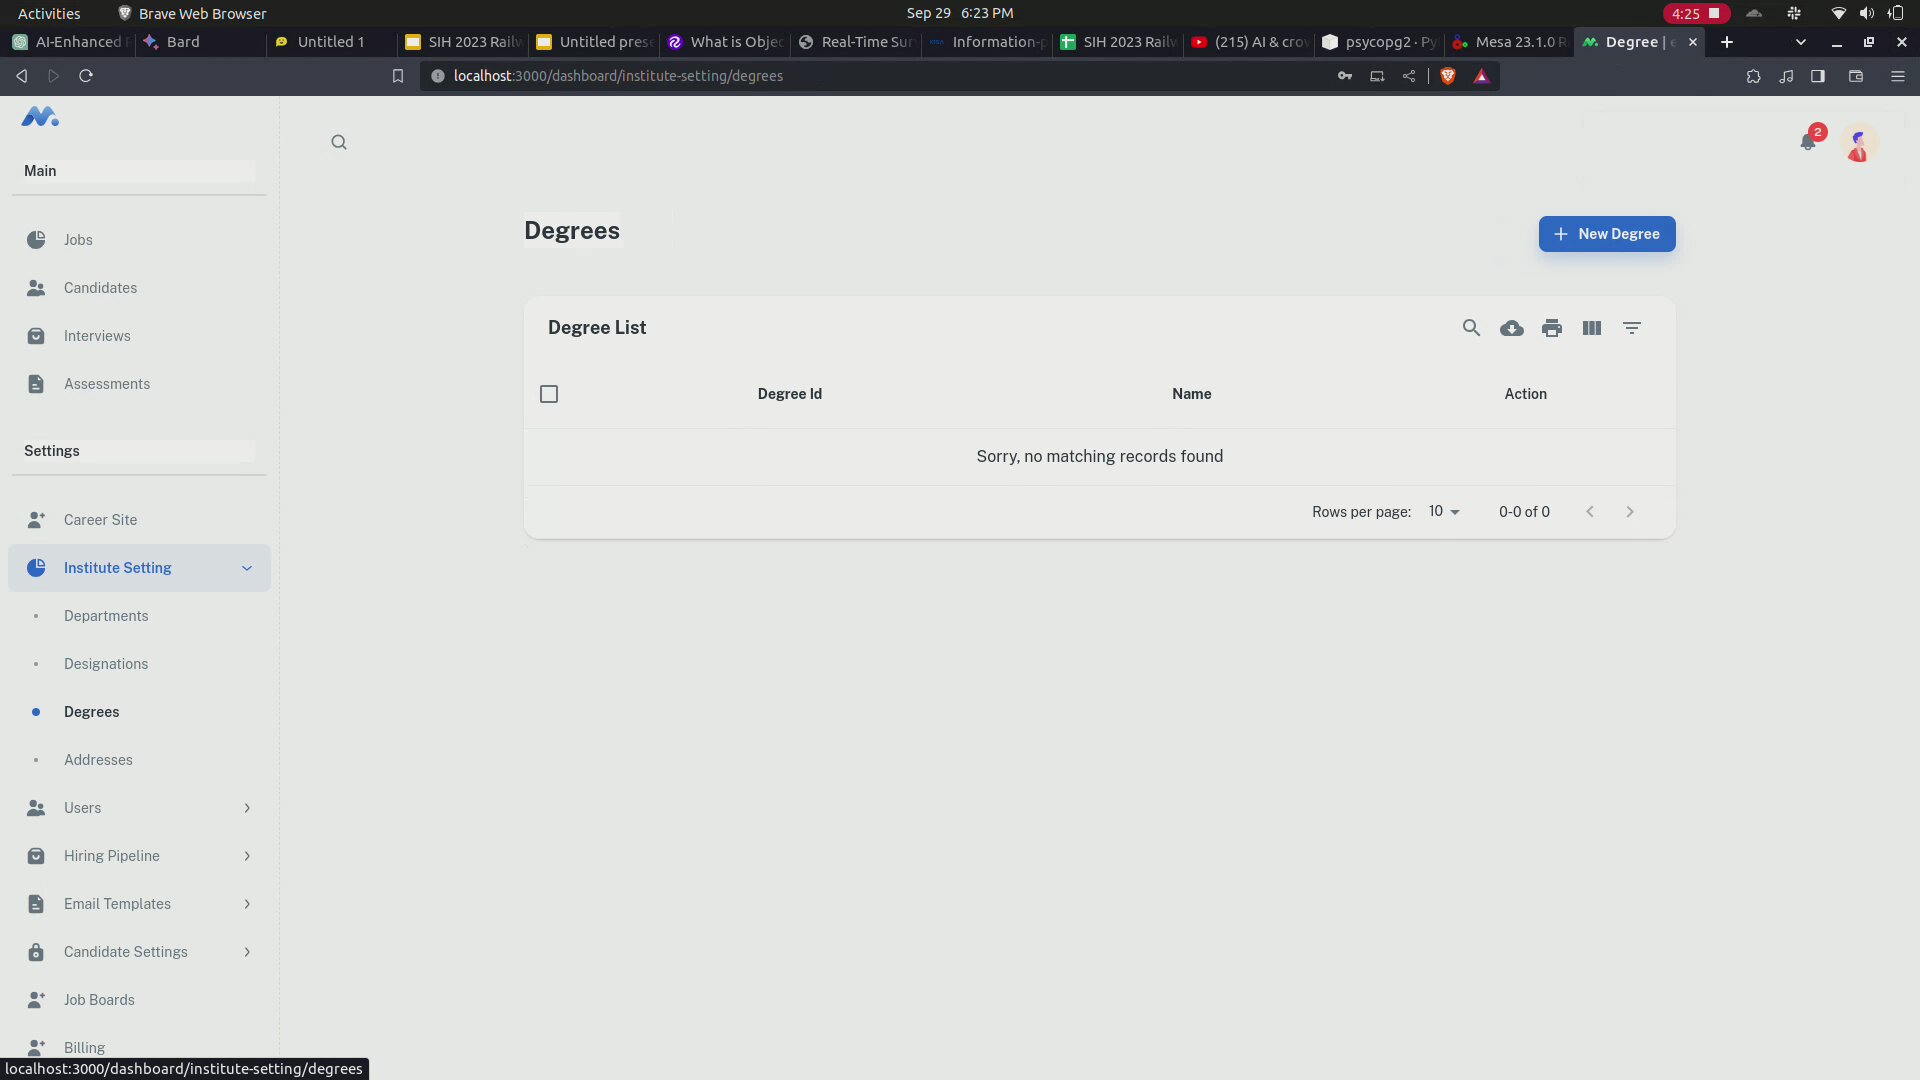 Activities
Brave Web Browser
Sep 29 6:23 PM
4:25
AI-Enhanced
Bard
Untitled 1
SIH 2023 Railw
Untitled prese
What is Objec
Real-Time Sur
Information-p
SIH 2023 Railw
(215) AI & crow
psycopg2 · Py
Mesa 23.1.0 R
Degree |
localhost:3000/dashboard/institute-setting/degrees
2
Main
Jobs
Candidates
Interviews
Assessments
Settings
Career Site
Institute Setting
Departments
Designations
Degrees
Addresses
Users
Hiring Pipeline
Email Templates
Candidate Settings
Job Boards
Billing
Degrees
New Degree
Degree List
Degree Id
Name
Action
Sorry, no matching records found
Rows per page: 10
0-0 of 0
localhost:3000/dashboard/institute-setting/degrees